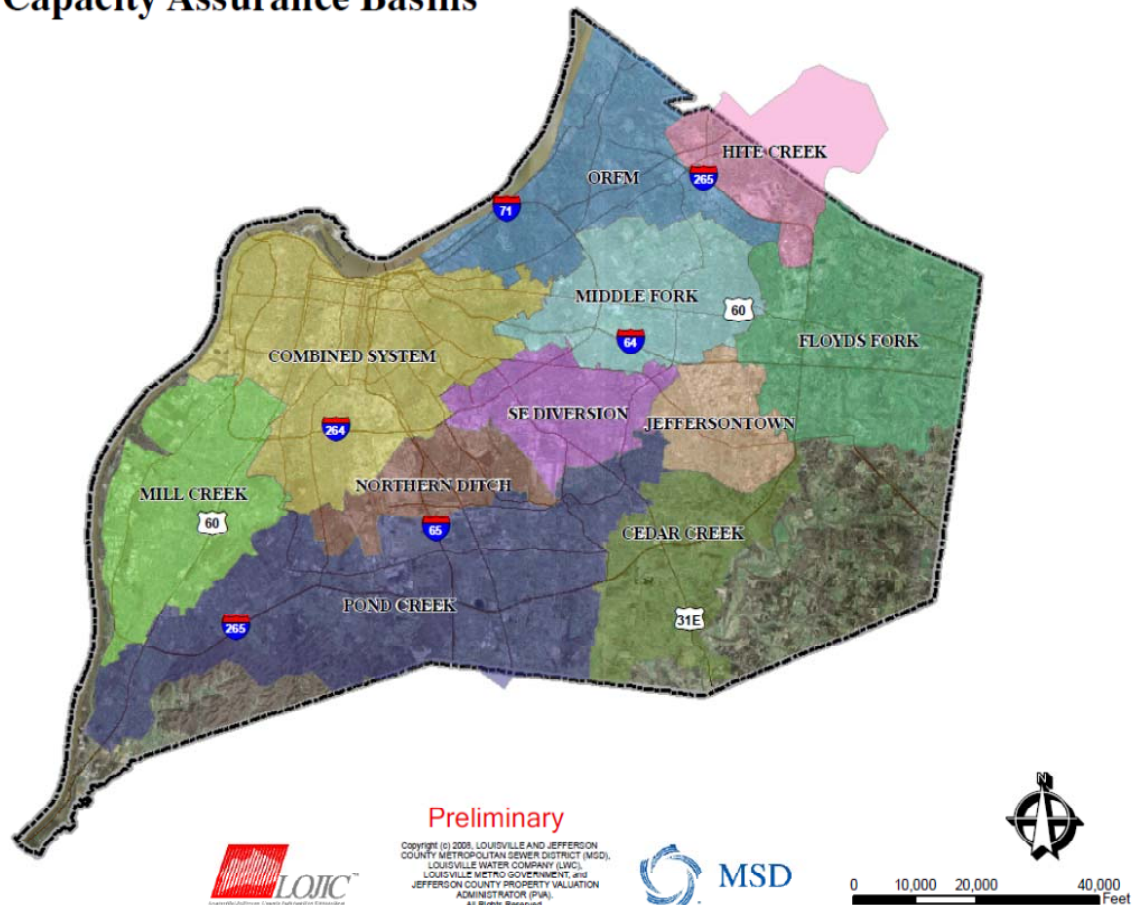 Capacity Assurance Basins
HITE CREEK
ORFM
265
71
MIDDLE FORK
60
64
FLOYDS FORK
COMBINED SYSTEM
SE DIVERSION
JEFFERSONTOWN
264
NORTHERN DITCH
MILL CREEK
60
65
CEDAR CREEK
POND CREEK
31E
265
N
Preliminary
Copyright (c) 2008, LOUISVILLE AND JEFFERSON
COUNTY METROPOLITAN SEWER DISTRICT (MSD),
LOUISVILLE WATER COMPANY (LWC),
LOUISVILLE METRO GOVERNMENT, and
JEFFERSON COUNTY PROPERTY VALUATION
ADMINISTRATOR (PVA).
All Rights Reserved
LOJIC
MSD
0 10,000 20,000 40,000
Feet